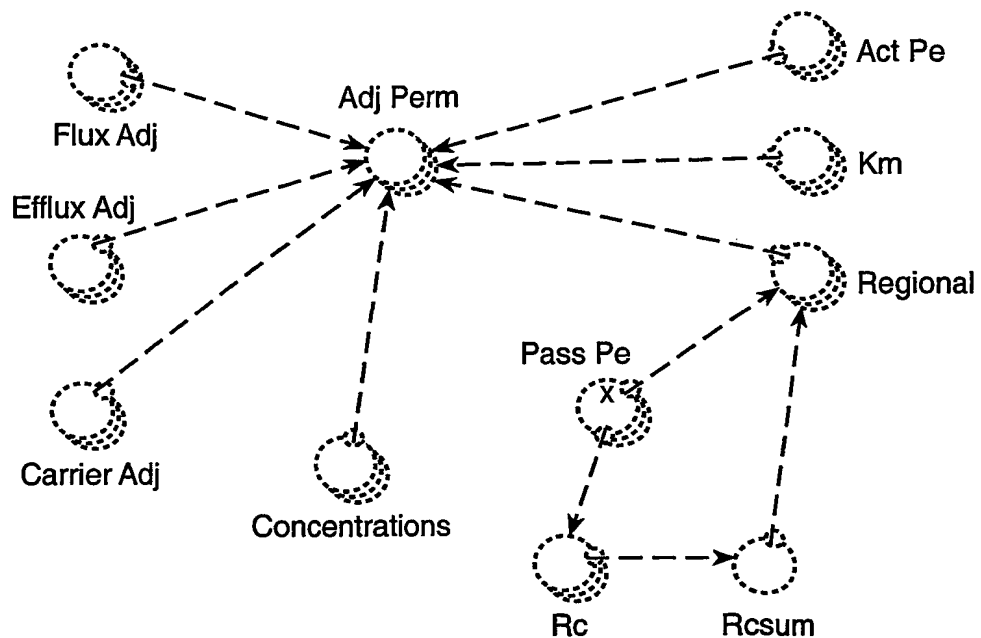 Act Pe
Adj Perm
Flux Adj
Km
Efflux Adj
Regional
Pass Pe
x
Carrier Adj
Concentrations
Rc
Rcsum